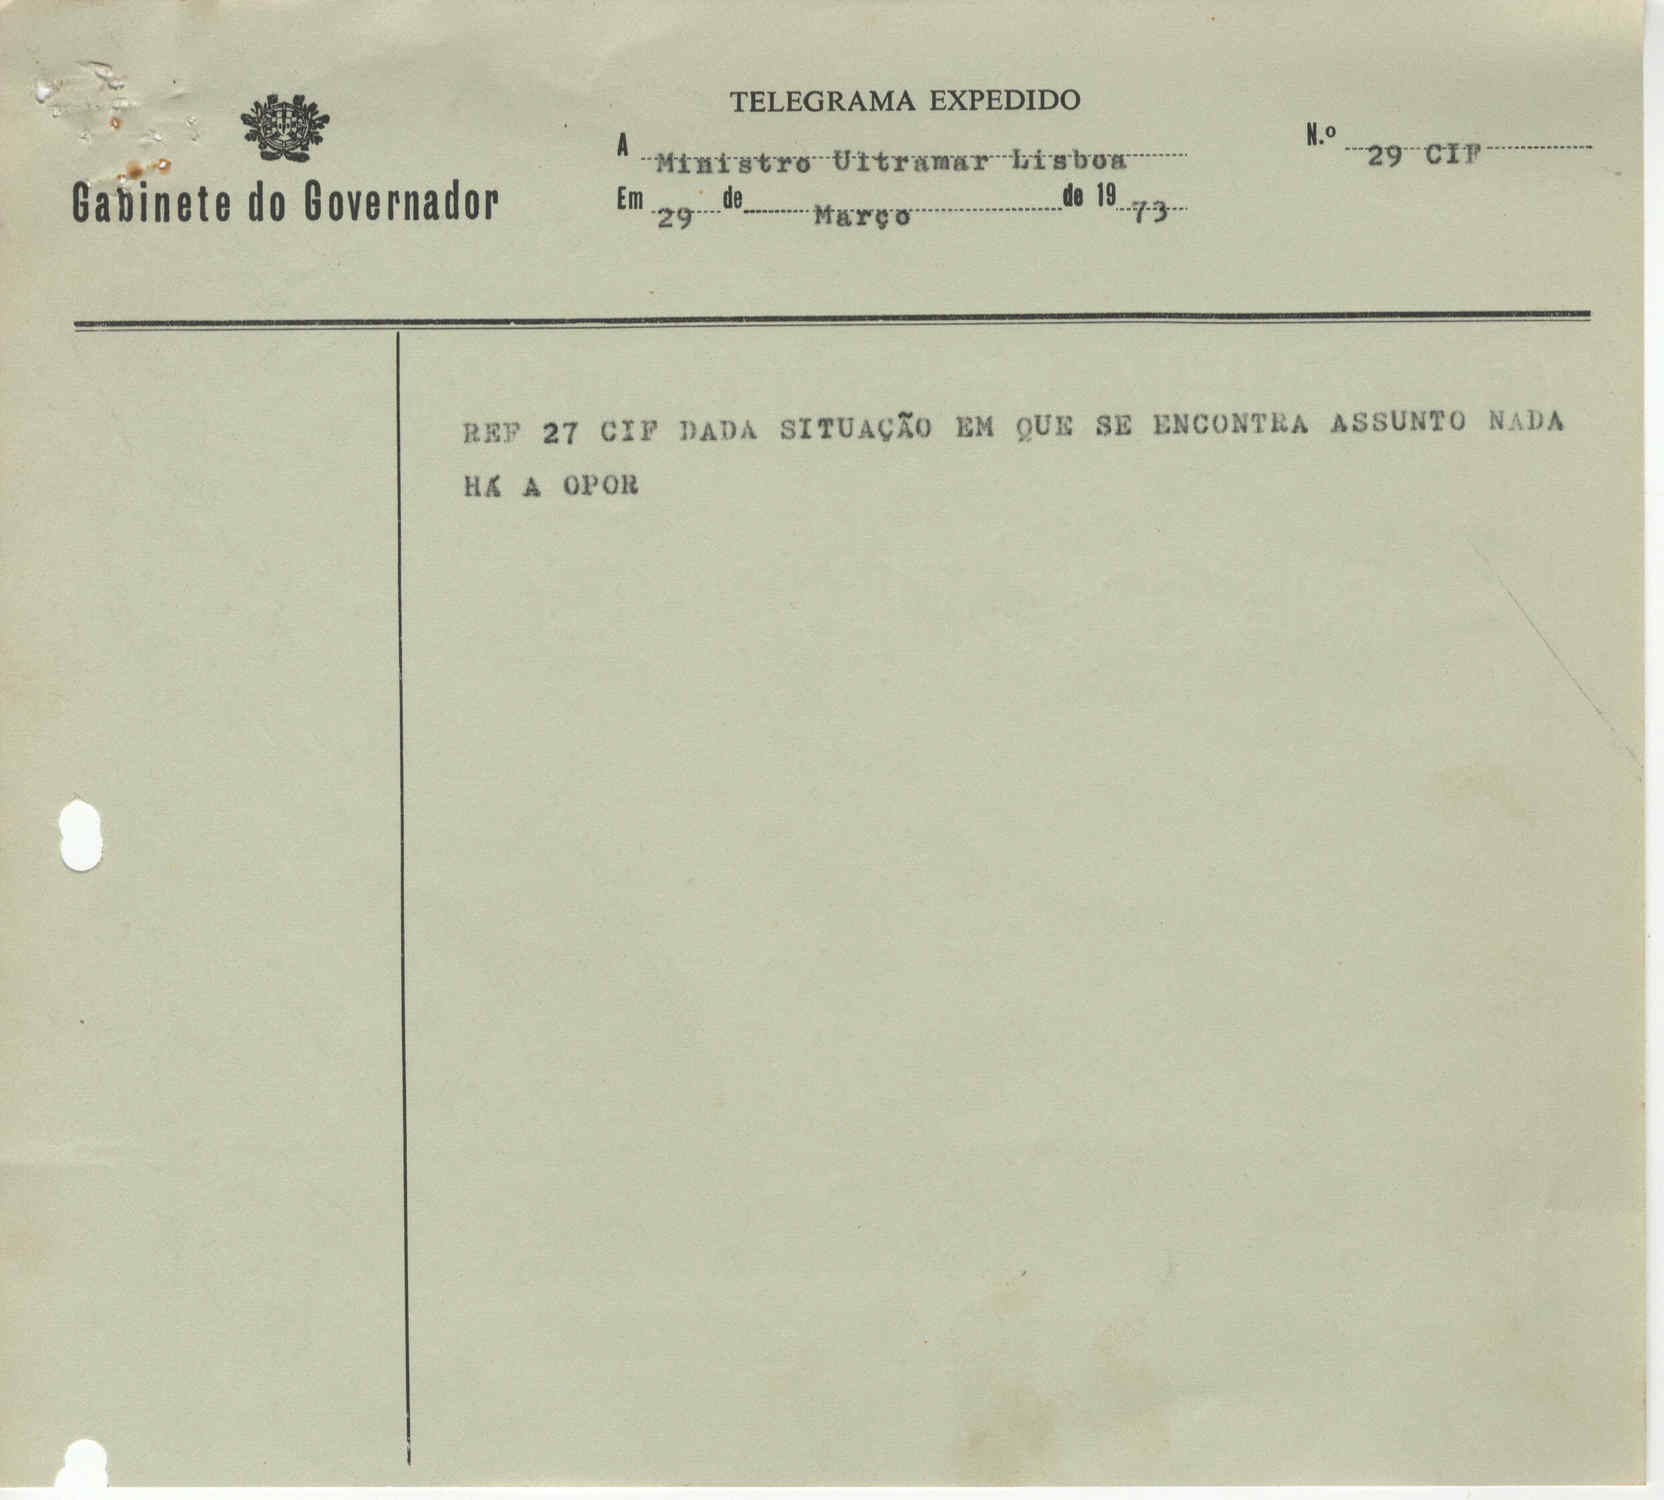 TELEGRAMA EXPEDIDO
Gabinete do Governador
A Ministro Ultramar Lisboa
N.º 29 CIF
Em 29 de Março de 1973
REF 27 CIF DADA SITUAÇÃO EM QUE SE ENCONTRA ASSUNTO NADA
HÁ A OPOR